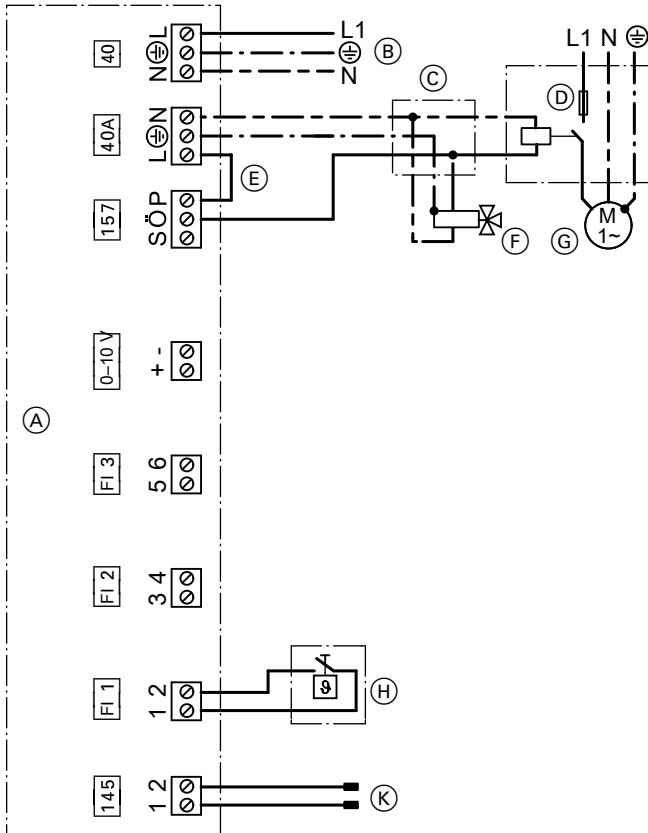 40
L
N
L1
B
N
40A
N
L
E
C
L1 N
D
M
1~
F
G
157
S Ö P
0–10 V
+ -
A
FI 3
5 6
FI 2
3 4
FI 1
1 2
ϑ
H
145
1 2
K